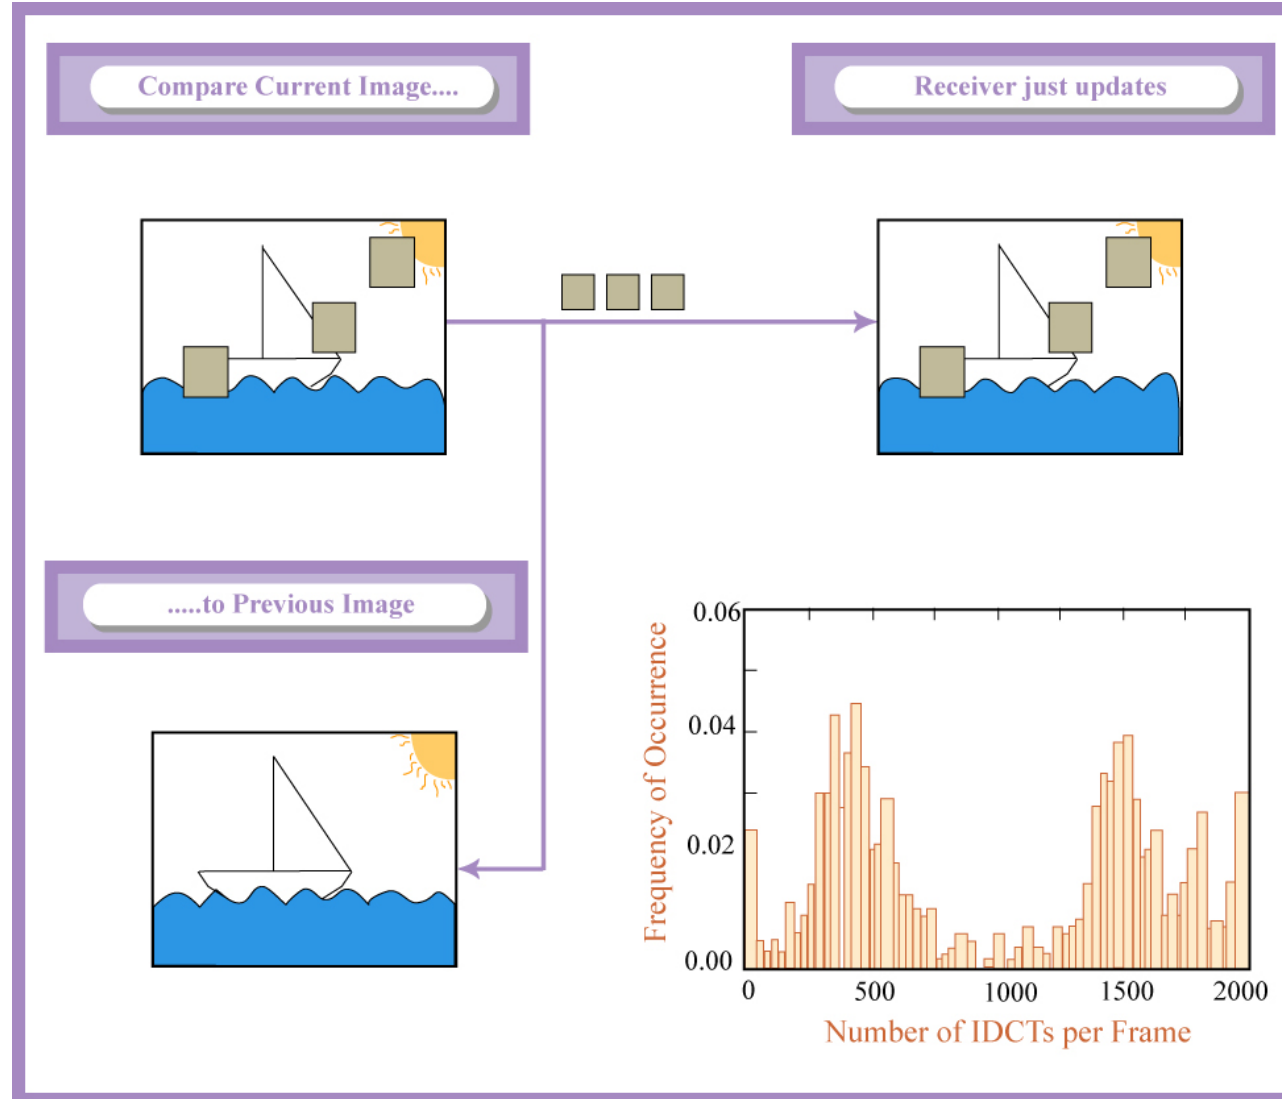 Compare Current Image....
Receiver just updates
.....to Previous Image
Frequency of Occurrence
0.06
0.04
0.02
0.00
0 500 1000 1500 2000
Number of IDCTs per Frame